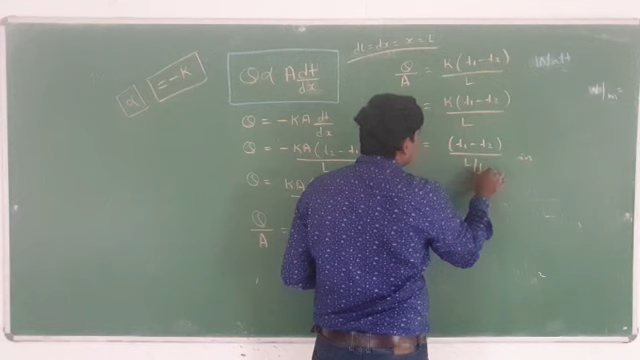 dt = dx = x = L
α = -K
Q α A dt/dx
Q = -KA dt/dx
Q = -KA (t2 - t1
L
Q = KA
Q/A =
Q/A = K(t1 - t2)/L
Watt
W/m²
= K(t1 - t2)/L
= (t1 - t2)/L/